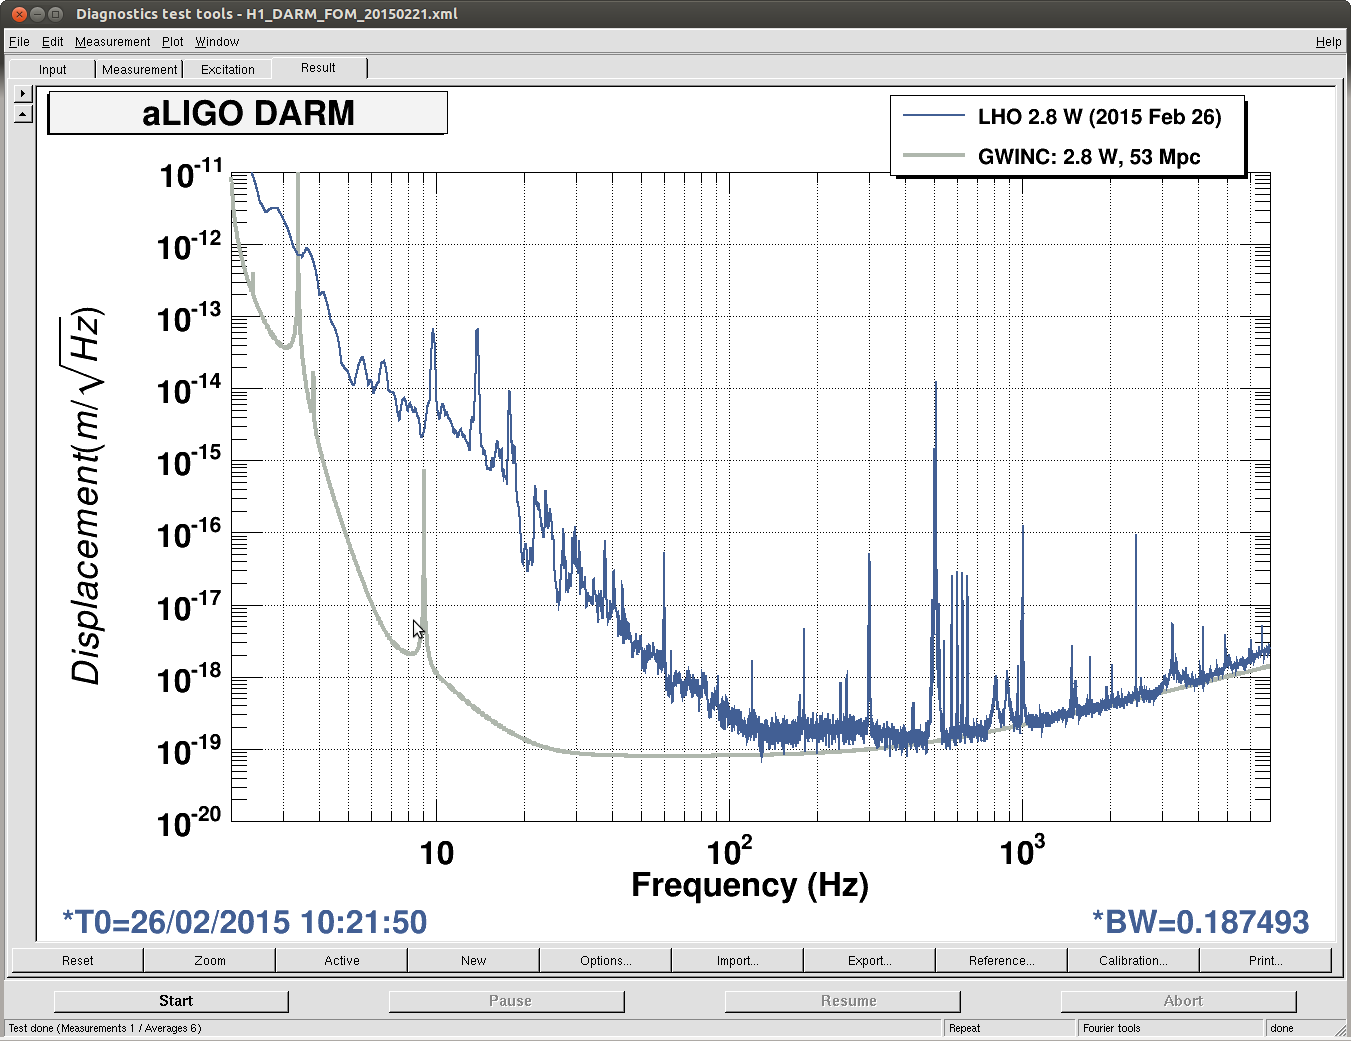 Diagnostics test tools - H1_DARM_FOM_20150221.xml
File Edit Measurement Plot Window Help
Input Measurement Excitation Result
aLIGO DARM
LHO 2.8 W (2015 Feb 26)
GWINC: 2.8 W, 53 Mpc
10^-11
10^-12
10^-13
10^-14
10^-15
10^-16
10^-17
10^-18
10^-19
10^-20
Displacement(m/√Hz)
10 10^2 10^3
Frequency (Hz)
*T0=26/02/2015 10:21:50 *BW=0.187493
Reset Zoom Active New Options... Import... Export... Reference... Calibration... Print...
Start Pause Resume Abort
Test done (Measurements 1 / Averages 6) Repeat Fourier tools done